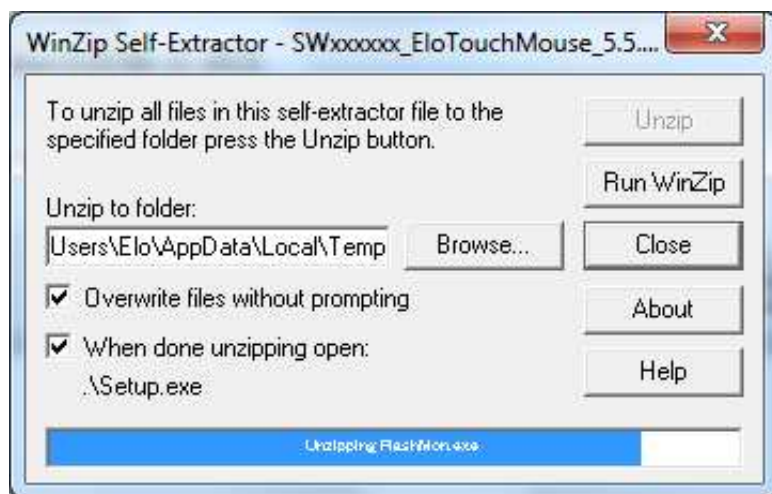 WinZip Self-Extractor - SWxxxxxx_EloTouchMouse_5.5....
To unzip all files in this self-extractor file to the
specified folder press the Unzip button.
Unzip
Run WinZip
Unzip to folder:
Users\Elo\AppData\Local\Temp
Browse...
Close
Overwrite files without prompting
About
When done unzipping open:
.\Setup.exe
Help
Unzipping FlashMon.exe